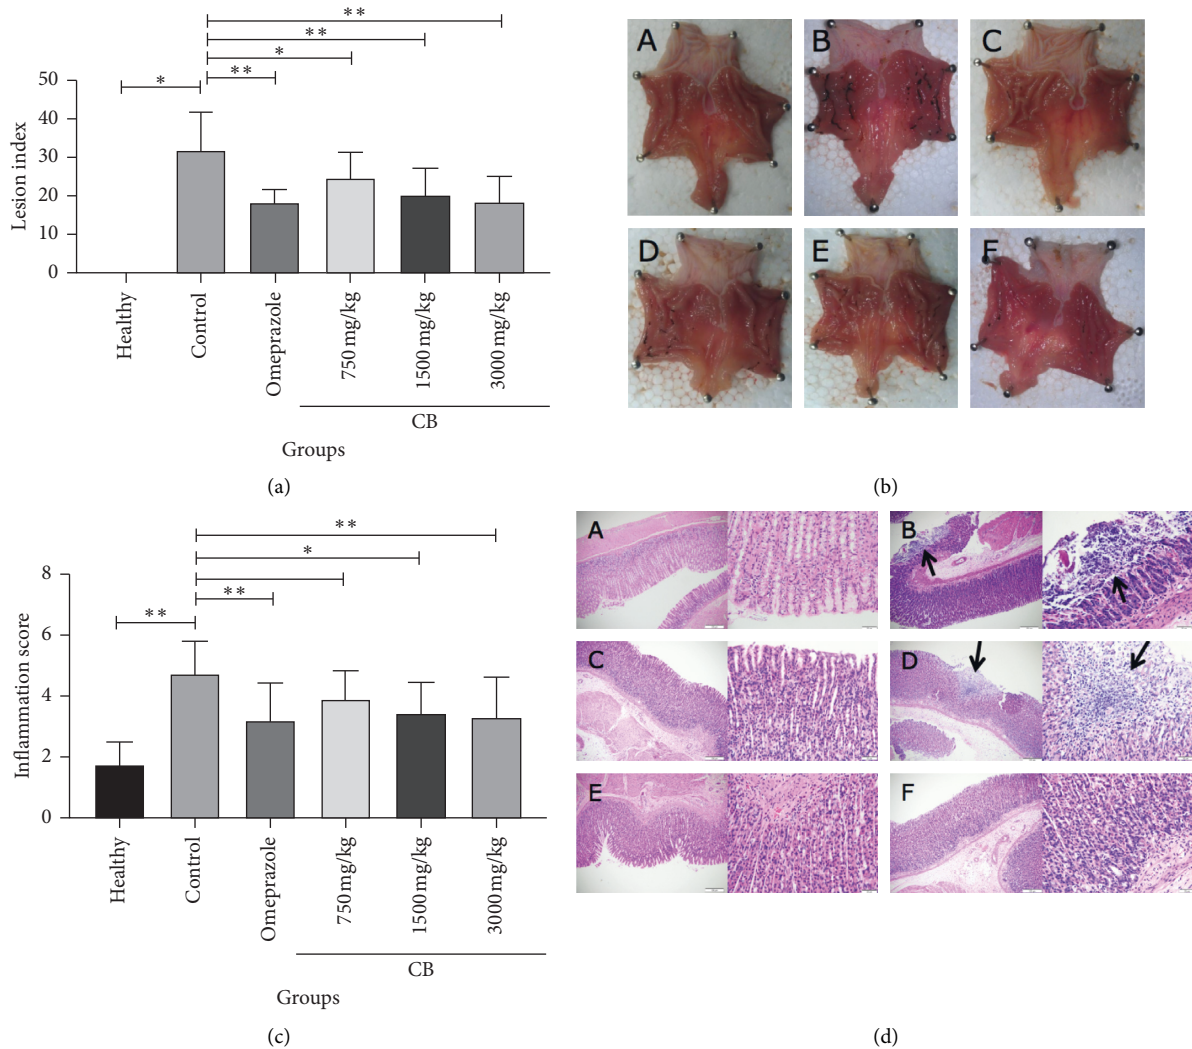 **
**
*
*
**
50
40
30
20
10
0
Lesion index
Healthy
Control
Omeprazole
750 mg/kg
1500 mg/kg
3000 mg/kg
CB
Groups
(a)
A
B
C
D
E
F
(b)
**
*
**
**
8
6
4
2
0
Inflammation score
Healthy
Control
Omeprazole
750 mg/kg
1500 mg/kg
3000 mg/kg
CB
Groups
(c)
A
B
C
D
E
F
(d)